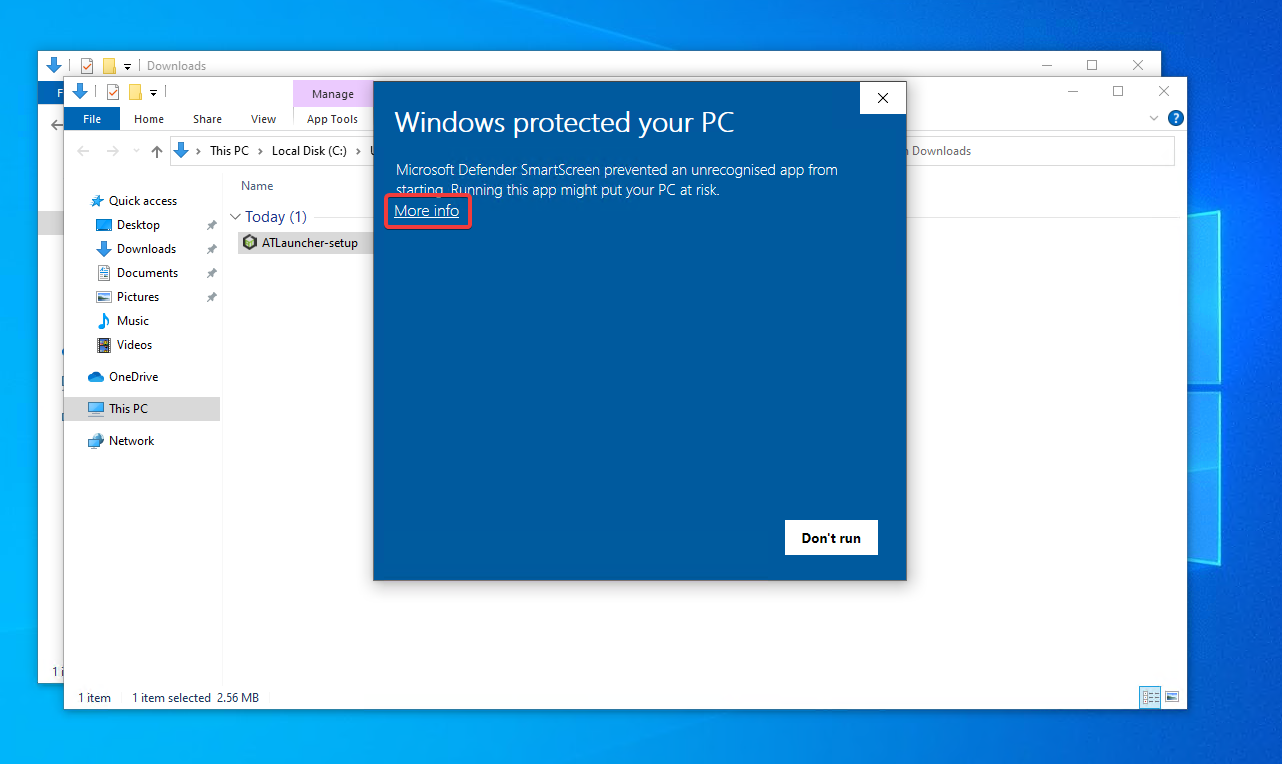 Downloads
F
Manage
File
Home
Share
View
App Tools
This PC
Local Disk (C:)
Downloads
Name
Quick access
Today (1)
Desktop
ATLauncher-setup
Downloads
Documents
Pictures
Music
Videos
OneDrive
This PC
Network
Windows protected your PC
Microsoft Defender SmartScreen prevented an unrecognised app from
starting. Running this app might put your PC at risk.
More info
Don't run
1 i
1 item
1 item selected 2.56 MB